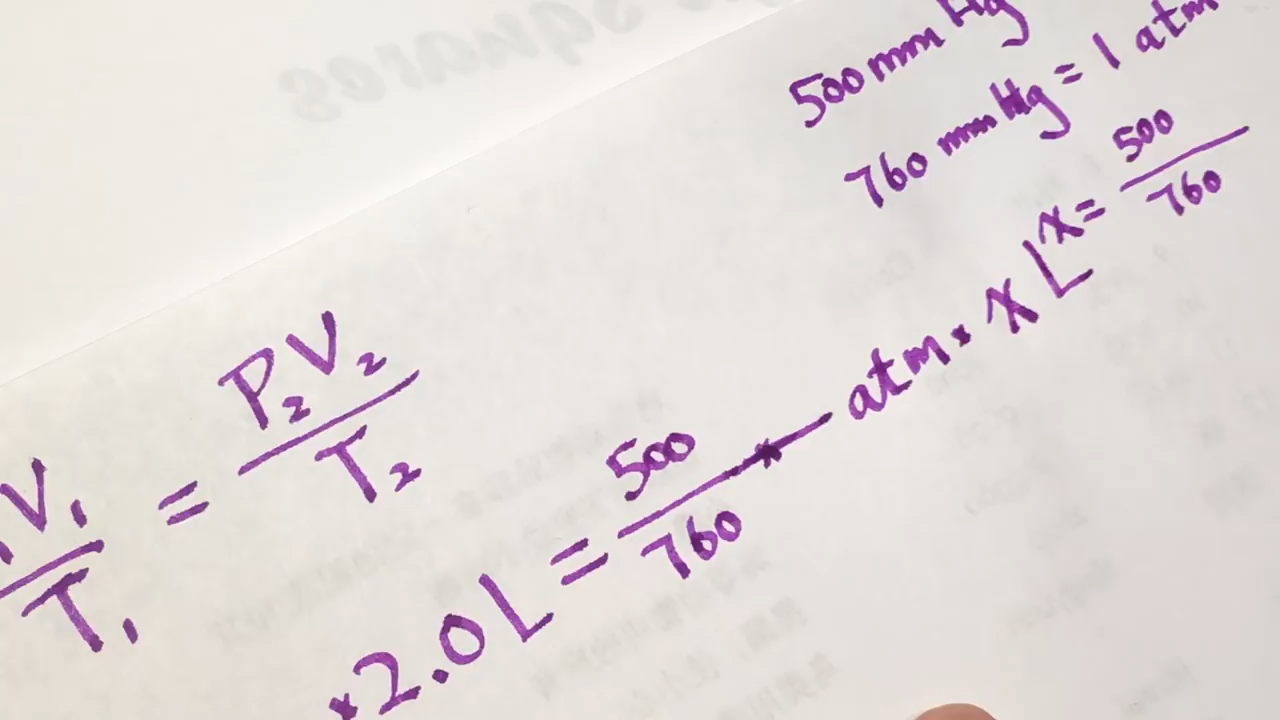 500 mm Hg
760 mm Hg = 1 atm
x = 500/760
V₁/T₁ = P₂V₂/T₂
x 2.0 L = 500/760 atm · x L